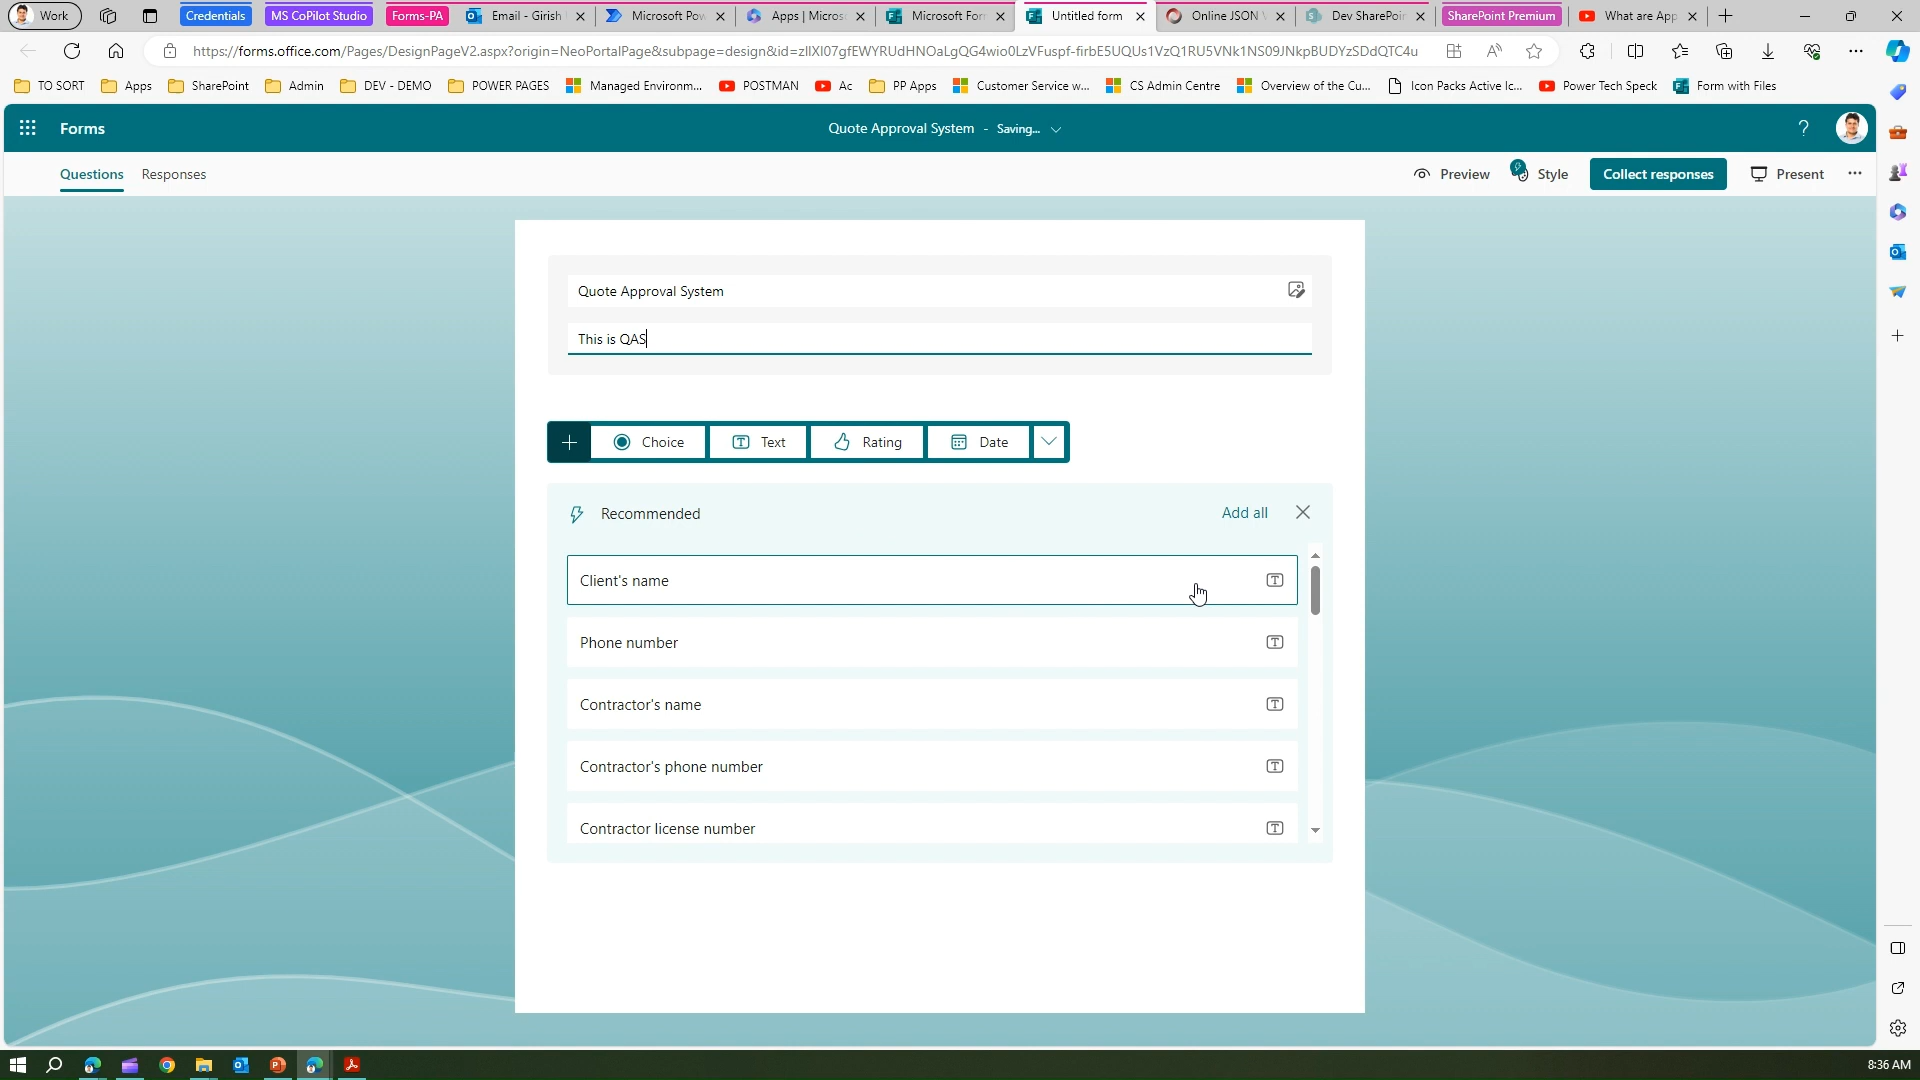 Work
Credentials
MS CoPilot Studio
Forms-PA
Email - Girish
Microsoft Pow
Apps | Micros
Microsoft For
Untitled form
Online JSON V
Dev SharePoin
SharePoint Premium
What are App
https://forms.office.com/Pages/DesignPageV2.aspx?origin=NeoPortalPage&subpage=design&id=zIlXI07gfEWYRUdHNOaLgQG4wio0LzVFuspf-firbE5UQUs1VzQ1RU5VNk1NS09JNkpBUDYzSDdQTC4u
TO SORT
Apps
SharePoint
Admin
DEV - DEMO
POWER PAGES
Managed Environm...
POSTMAN
Ac
PP Apps
Customer Service w...
CS Admin Centre
Overview of the Cu...
Icon Packs Active Ic...
Power Tech Speck
Form with Files
Forms
Quote Approval System - Saving...
?
Questions
Responses
Preview
Style
Collect responses
Present
Quote Approval System
This is QAS
Choice
Text
Rating
Date
Recommended
Add all
Client's name
Phone number
Contractor's name
Contractor's phone number
Contractor license number
8:36 AM